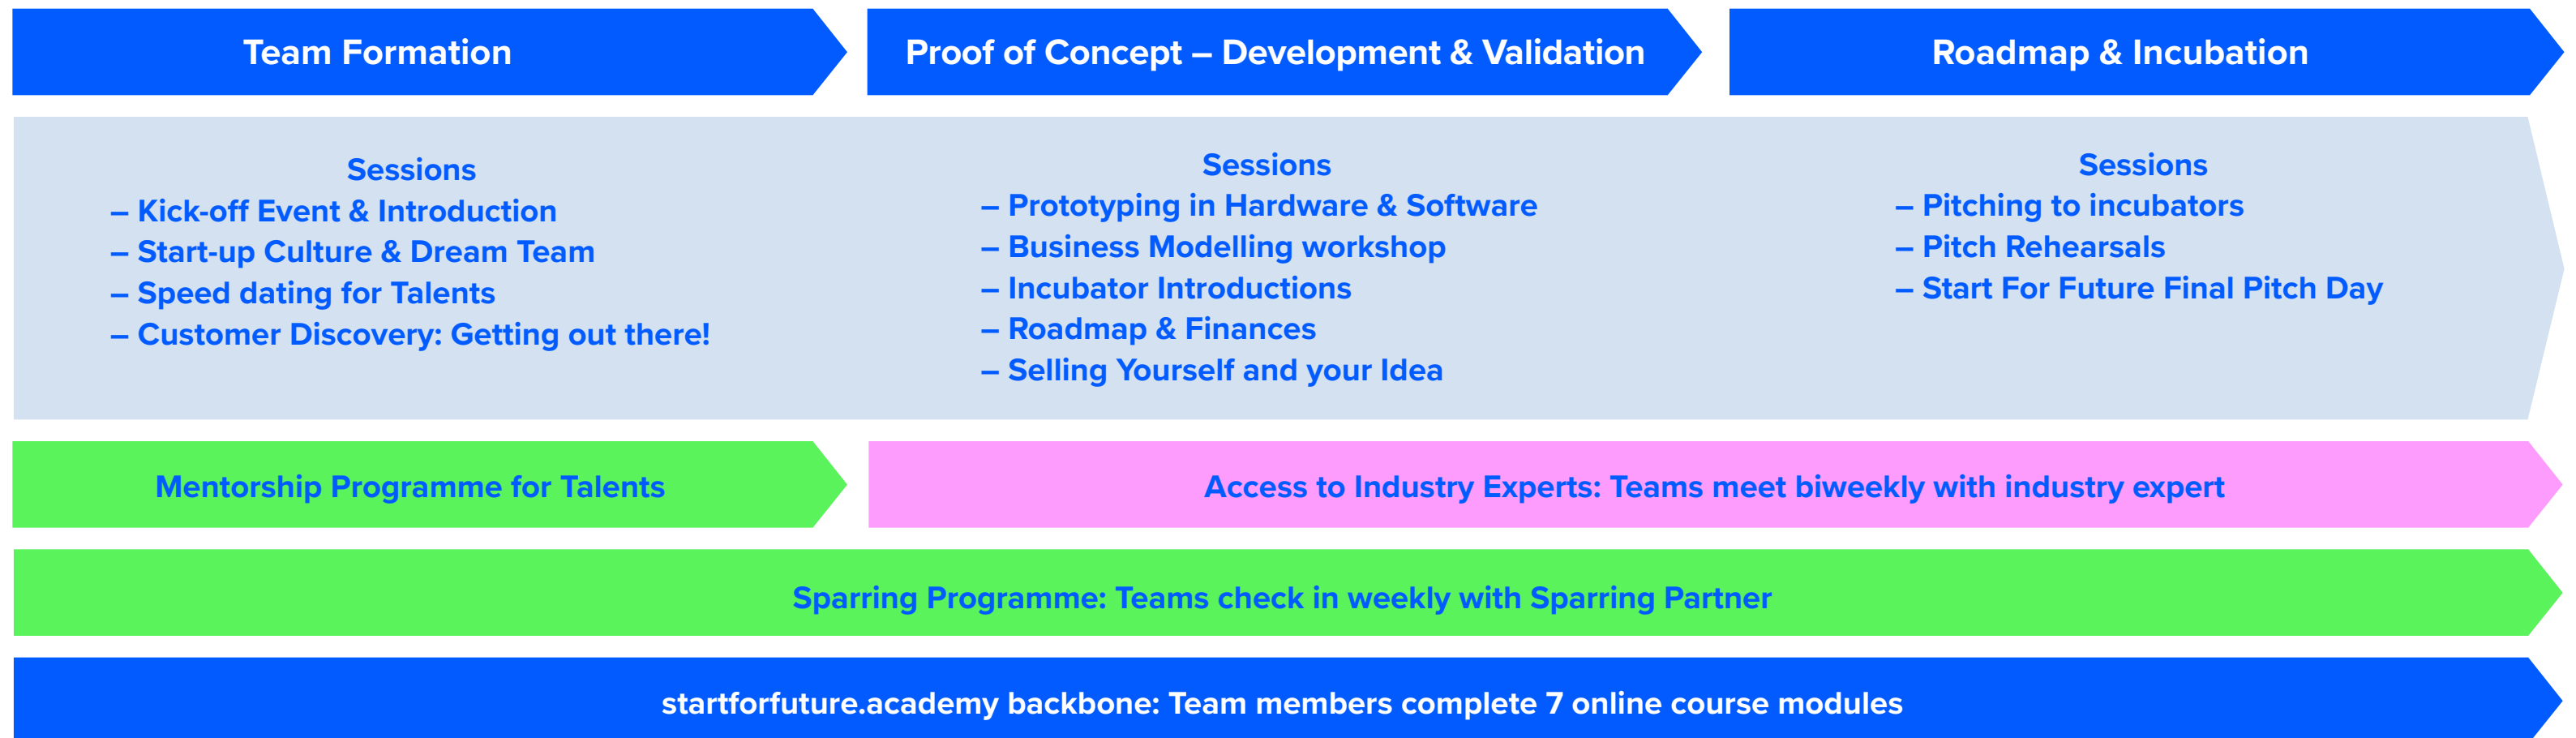 Team Formation
Proof of Concept – Development & Validation
Roadmap & Incubation
Sessions
– Kick-off Event & Introduction
– Start-up Culture & Dream Team
– Speed dating for Talents
– Customer Discovery: Getting out there!
Sessions
– Prototyping in Hardware & Software
– Business Modelling workshop
– Incubator Introductions
– Roadmap & Finances
– Selling Yourself and your Idea
Sessions
– Pitching to incubators
– Pitch Rehearsals
– Start For Future Final Pitch Day
Mentorship Programme for Talents
Access to Industry Experts: Teams meet biweekly with industry expert
Sparring Programme: Teams check in weekly with Sparring Partner
startforfuture.academy backbone: Team members complete 7 online course modules